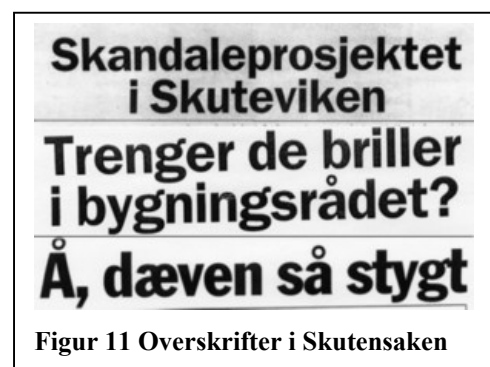 Skandaleprosjektet
i Skuteviken
Trenger de briller
i bygningsrådet?
Å, dæven så stygt
Figur 11 Overskrifter i Skutensaken